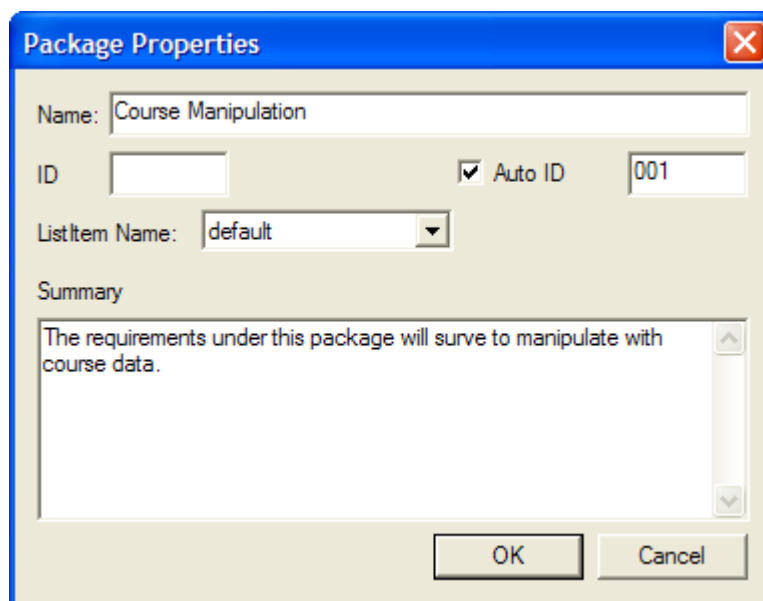 Package Properties
Name: Course Manipulation
ID Auto ID 001
ListItem Name: default
Summary
The requirements under this package will surve to manipulate with
course data.
OK Cancel